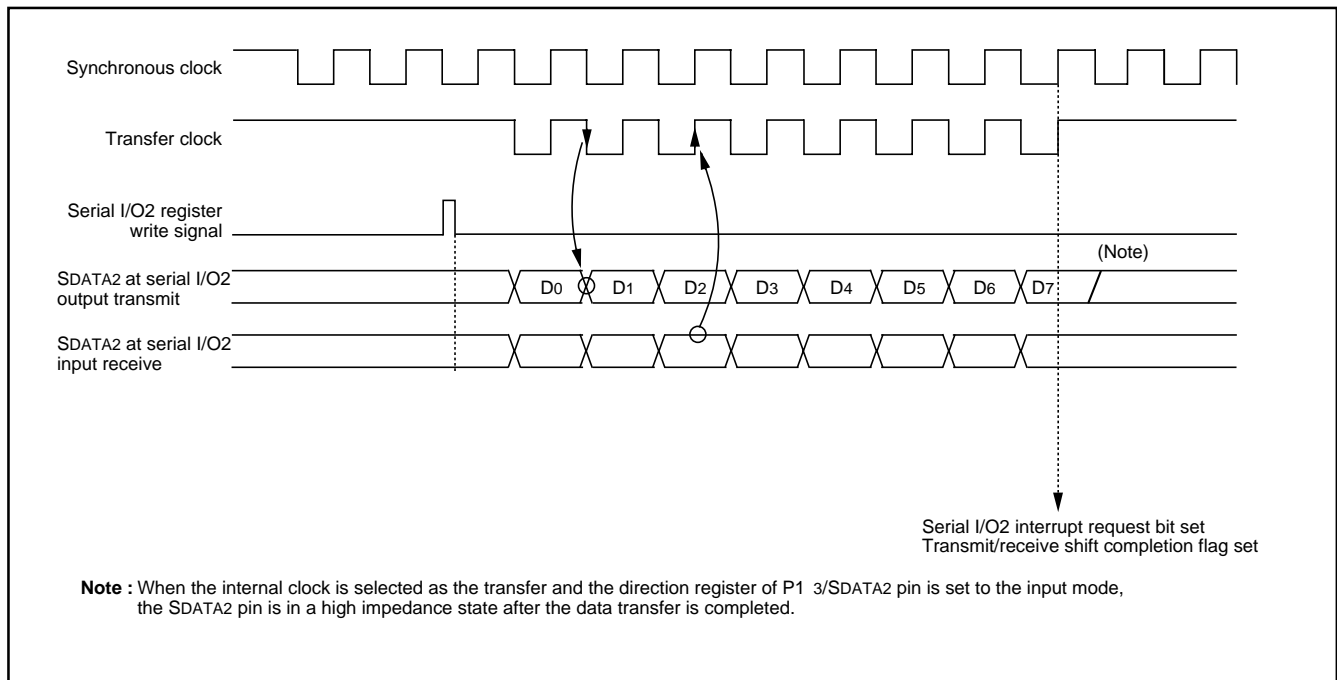 Synchronous clock
Transfer clock
Serial I/O2 register
write signal
(Note)
SDATA2 at serial I/O2
output transmit
D0 D1 D2 D3 D4 D5 D6 D7
SDATA2 at serial I/O2
input receive
Serial I/O2 interrupt request bit set
Transmit/receive shift completion flag set
Note : When the internal clock is selected as the transfer and the direction register of P1 3/SDATA2 pin is set to the input mode,
the SDATA2 pin is in a high impedance state after the data transfer is completed.